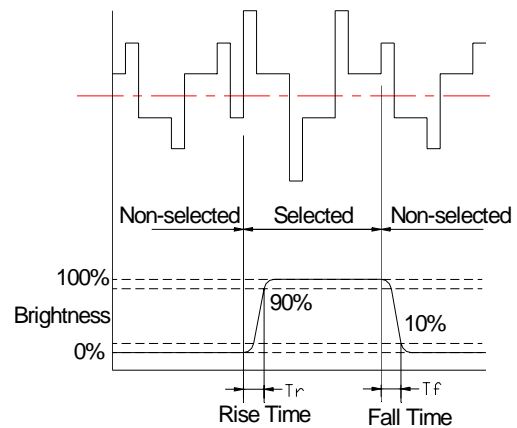 Non-selected Selected Non-selected
100%
90%
Brightness
10%
0%
Tr Tf
Rise Time Fall Time